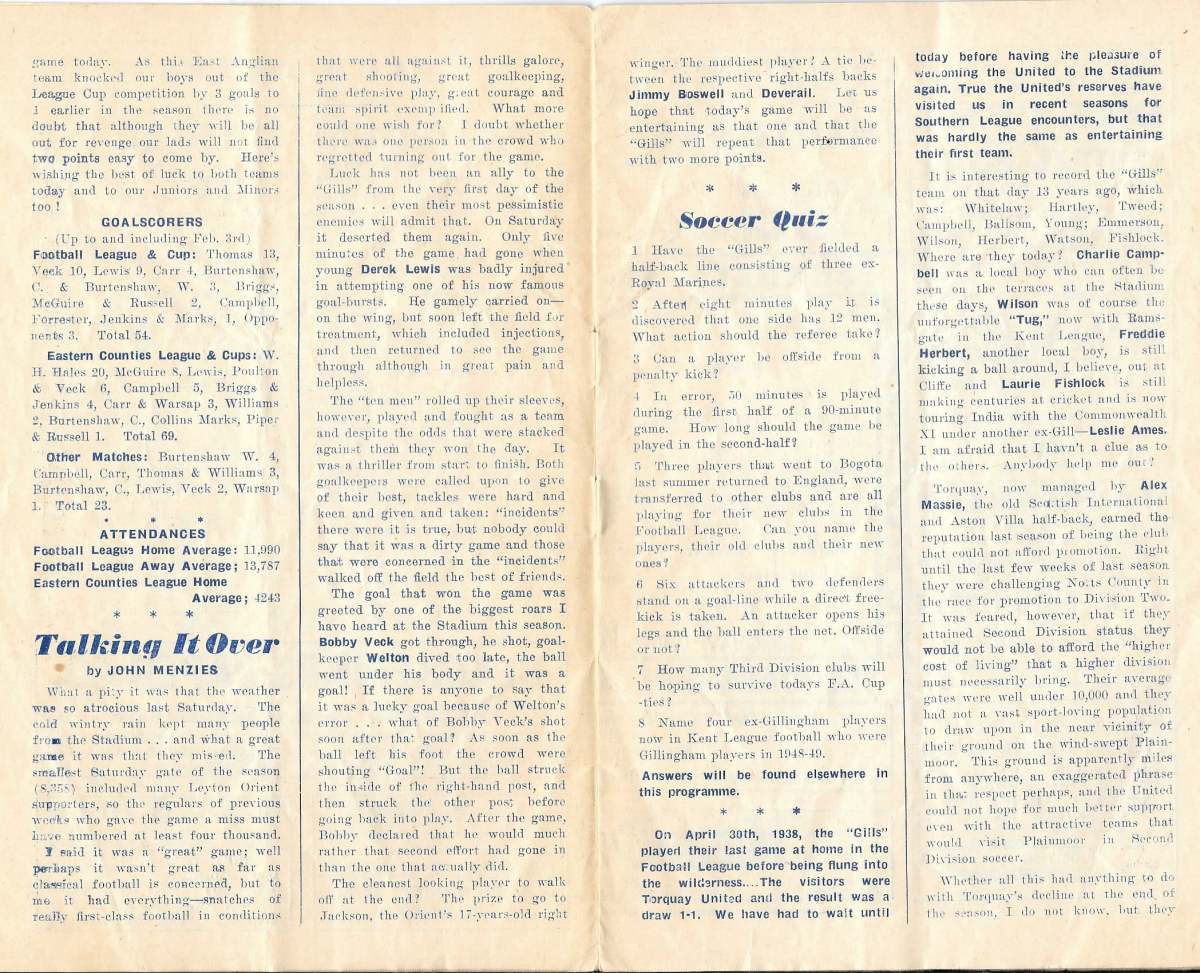 game today. As this East Anglian
team knocked our boys out of the
League Cup competition by 3 goals to
1 earlier in the season there is no
doubt that although they will be all
out for revenge our lads will not find
two points easy to come by. Here's
wishing the best of luck to both teams
today and to our Juniors and Minors
too !
GOALSCORERS
(Up to and including Feb. 3rd)
Football League & Cup: Thomas 13,
Veck 10, Lewis 9, Carr 4, Burtenshaw,
C. & Burtenshaw, W. 3, Briggs,
McGuire & Russell 2, Campbell,
Forrester, Jenkins & Marks, 1, Oppo-
nents 3. Total 54.
Eastern Counties League & Cups: W.
H. Hales 20, McGuire 8, Lewis, Poulton
& Veck 6, Campbell 5, Briggs &
Jenkins 4, Carr & Warsap 3, Williams
2, Burtenshaw, C., Collins Marks, Piper
& Russell 1. Total 69.
Other Matches: Burtenshaw W. 4,
Campbell, Carr, Thomas & Williams 3,
Burtenshaw, C., Lewis, Veck 2, Warsap
1. Total 23.
* * *
ATTENDANCES
Football League Home Average: 11,990
Football League Away Average; 13,787
Eastern Counties League Home
Average; 4243
* * *
Talking It Over
by JOHN MENZIES
What a pity it was that the weather
was so atrocious last Saturday. The
cold wintry rain kept many people
from the Stadium . . . and what a great
game it was that they missed. The
smallest Saturday gate of the season
(8,358) included many Leyton Orient
supporters, so the regulars of previous
weeks who gave the game a miss must
have numbered at least four thousand.
I said it was a "great" game; well
perhaps it wasn't great as far as
classical football is concerned, but to
me it had everything—snatches of
really first-class football in conditions
that were all against it, thrills galore,
great shooting, great goalkeeping,
fine defensive play, great courage and
team spirit exemplified. What more
could one wish for? I doubt whether
there was one person in the crowd who
regretted turning out for the game.
Luck has not been an ally to the
"Gills" from the very first day of the
season . . . even their most pessimistic
enemies will admit that. On Saturday
it deserted them again. Only five
minutes of the game had gone when
young Derek Lewis was badly injured
in attempting one of his now famous
goal-bursts. He gamely carried on—
on the wing, but soon left the field for
treatment, which included injections,
and then returned to see the game
through although in great pain and
helpless.
The "ten men" rolled up their sleeves,
however, played and fought as a team
and despite the odds that were stacked
against them they won the day. It
was a thriller from start to finish. Both
goalkeepers were called upon to give
of their best, tackles were hard and
keen and given and taken: "incidents"
there were it is true, but nobody could
say that it was a dirty game and those
that were concerned in the "incidents"
walked off the field the best of friends.
The goal that won the game was
greeted by one of the biggest roars I
have heard at the Stadium this season.
Bobby Veck got through, he shot, goal-
keeper Welton dived too late, the ball
went under his body and it was a
goal! If there is anyone to say that
it was a lucky goal because of Welton's
error . . . what of Bobby Veck's shot
soon after that goal? As soon as the
ball left his foot the crowd were
shouting "Goal"! But the ball struck
the inside of the right-hand post, and
then struck the other post before
going back into play. After the game,
Bobby declared that he would much
rather that second effort had gone in
than the one that actually did.
The cleanest looking player to walk
off at the end? The prize to go to
Jackson, the Orient's 17-years-old right
winger. The muddiest player? A tie be-
tween the respective right-halfs backs
Jimmy Boswell and Deverail. Let us
hope that today's game will be as
entertaining as that one and that the
"Gills" will repeat that performance
with two more points.
* * *
Soccer Quiz
1 Have the "Gills" ever fielded a
half-back line consisting of three ex-
Royal Marines.
2 After eight minutes play it is
discovered that one side has 12 men.
What action should the referee take?
3 Can a player be offside from a
penalty kick?
4 In error, 50 minutes is played
during the first half of a 90-minute
game. How long should the game be
played in the second-half?
5 Three players that went to Bogota
last summer returned to England, were
transferred to other clubs and are all
playing for their new clubs in the
Football League. Can you name the
players, their old clubs and their new
ones?
6 Six attackers and two defenders
stand on a goal-line while a direct free-
kick is taken. An attacker opens his
legs and the ball enters the net. Offside
or not?
7 How many Third Division clubs will
be hoping to survive todays F.A. Cup
-ties?
8 Name four ex-Gillingham players
now in Kent League football who were
Gillingham players in 1948-49.
Answers will be found elsewhere in
this programme.
* * *
On April 30th, 1938, the "Gills"
played their last game at home in the
Football League before being flung into
the wilderness....The visitors were
Torquay United and the result was a
draw 1-1. We have had to wait until
today before having the pleasure of
welcoming the United to the Stadium
again. True the United's reserves have
visited us in recent seasons for
Southern League encounters, but that
was hardly the same as entertaining
their first team.
It is interesting to record the "Gills"
team on that day 13 years ago, which
was: Whitelaw; Hartley, Tweed;
Campbell, Ballsom, Young; Emmerson,
Wilson, Herbert, Watson, Fishlock.
Where are they today? Charlie Camp-
bell was a local boy who can often be
seen on the terraces at the Stadium
these days, Wilson was of course the
unforgettable "Tug," now with Rams-
gate in the Kent League, Freddie
Herbert, another local boy, is still
kicking a ball around, I believe, out at
Cliffe and Laurie Fishlock is still
making centuries at cricket and is now
touring India with the Commonwealth
XI under another ex-Gill—Leslie Ames.
I am afraid that I havn't a clue as to
the others. Anybody help me out?
Torquay, now managed by Alex
Massie, the old Scottish International
and Aston Villa half-back, earned the
reputation last season of being the club
that could not afford promotion. Right
until the last few weeks of last season
they were challenging Notts County in
the race for promotion to Division Two.
It was feared, however, that if they
attained Second Division status they
would not be able to afford the "higher
cost of living" that a higher division
must necessarily bring. Their average
gates were well under 10,000 and they
had not a vast sport-loving population
to draw upon in the near vicinity of
their ground on the wind-swept Plain-
moor. This ground is apparently miles
from anywhere, an exaggerated phrase
in that respect perhaps, and the United
could not hope for much better support
even with the attractive teams that
would visit Plainmoor in Second
Division soccer.
Whether all this had anything to do
with Torquay's decline at the end of
the season, I do not know, but they